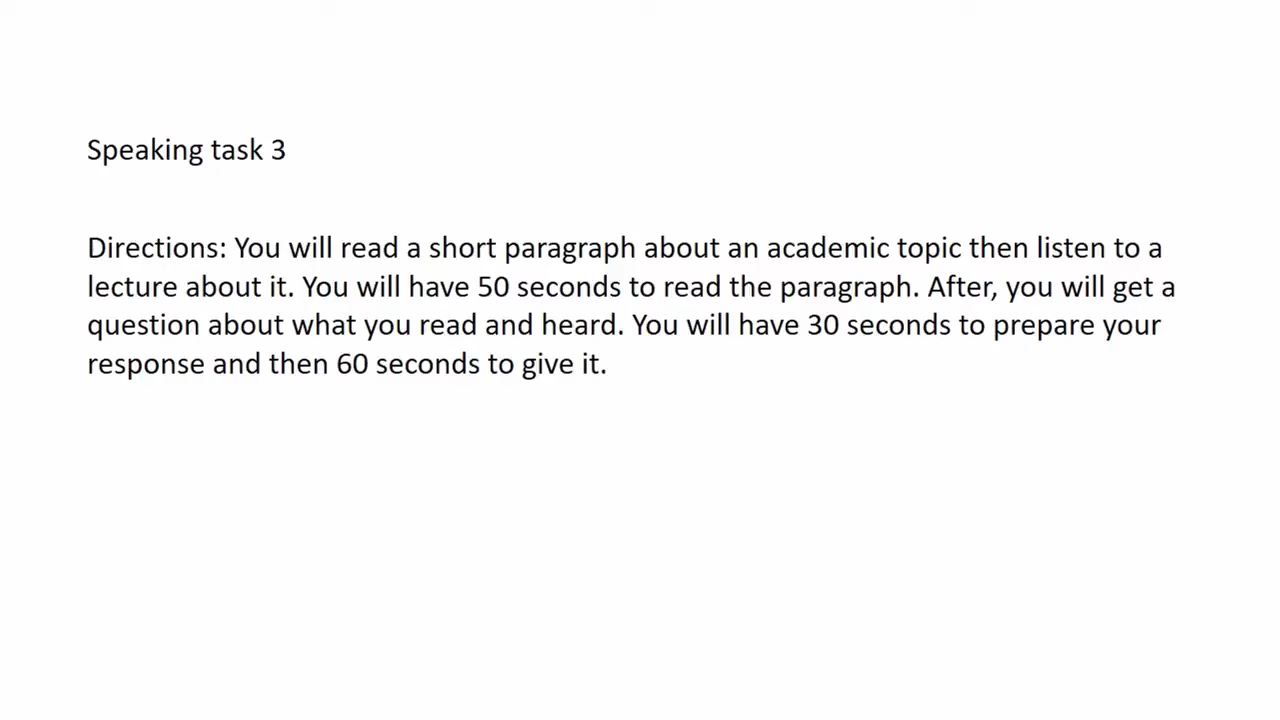 Speaking task 3
Directions: You will read a short paragraph about an academic topic then listen to a
lecture about it. You will have 50 seconds to read the paragraph. After, you will get a
question about what you read and heard. You will have 30 seconds to prepare your
response and then 60 seconds to give it.